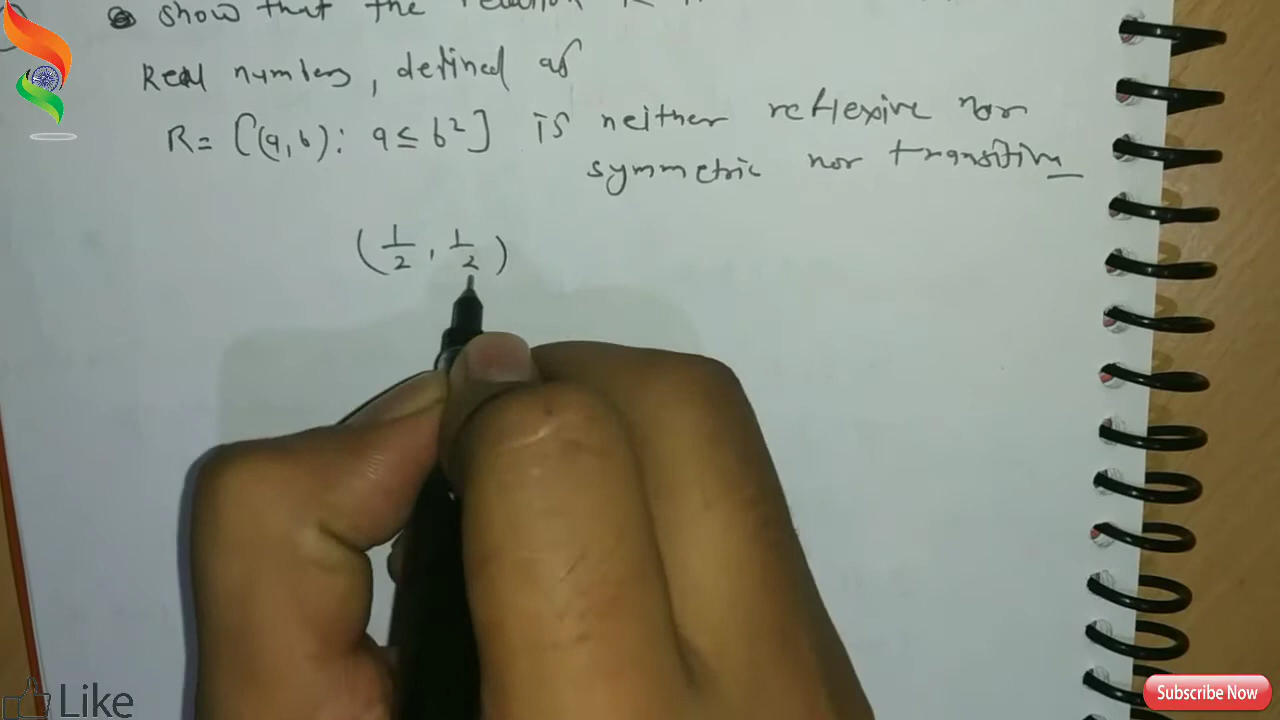 show that the relation R
Real numbers, defined as
R = [(a, b): a ≤ b²] is neither reflexive nor
symmetric nor transitive
(1/2, 1/2)
Like
Subscribe Now